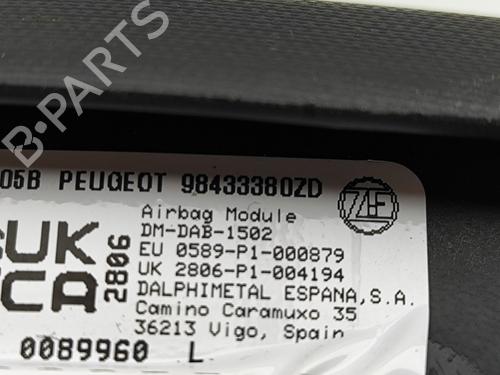 B-PARTS
05B PEUGEOT 98433380ZD
ZF
Airbag Module
DM-DAB-1502
EU 0589-P1-000879
UK 2806-P1-004194
DALPHIMETAL ESPANA,S.A.
Camino Caramuxo 35
36213 Vigo, Spain
UK
CA
2806
0089960 L